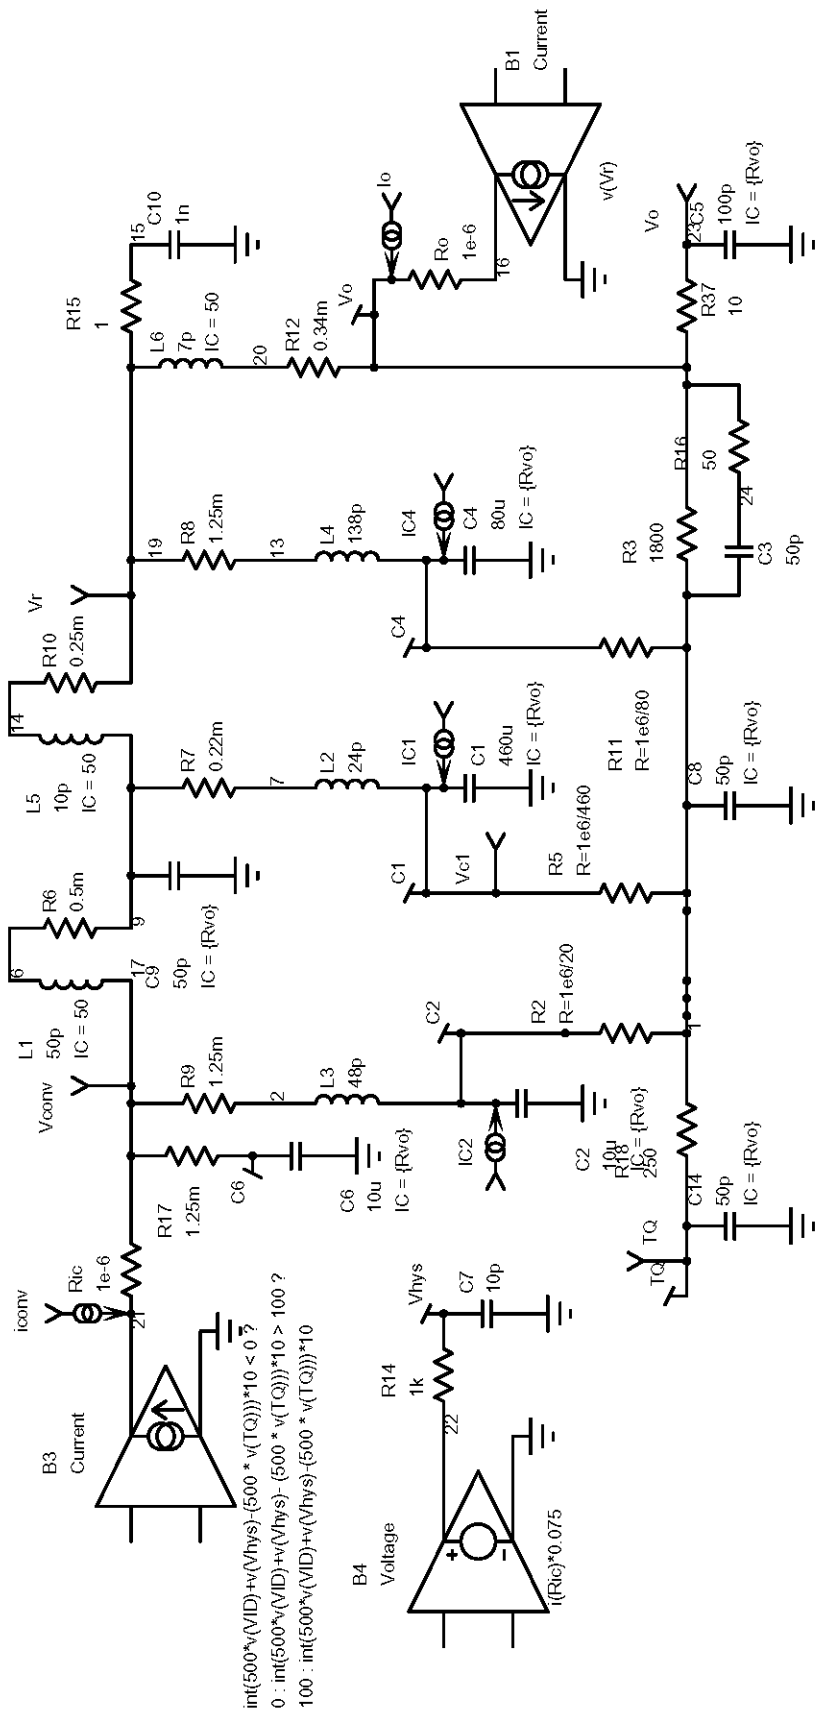 B3
Current
iconv
Ric
1e-6
21
int(500*v(VID)+v(Vhys)-(500 * v(TQ)))*10 < 0 ?
0 : int(500*v(VID)+v(Vhys)- (500 * v(TQ)))*10 > 100 ?
100 : int(500*v(VID)+v(Vhys)-(500 * v(TQ)))*10
R17
1.25m
C6
C6
10u
IC = {Rvo}
Vconv
R9
1.25m
2
L3
48p
IC2
C2
10u
IC = {Rvo}
C2
R2
R=1e6/20
L1
50p
IC = 50
6
R6
0.5m
9
17
C9
50p
IC = {Rvo}
L5
10p
IC = 50
14
R10
0.25m
R7
0.22m
7
L2
24p
IC1
C1
460u
IC = {Rvo}
C1
Vc1
R5
R=1e6/460
Vr
19
R8
1.25m
13
L4
138p
IC4
C4
80u
IC = {Rvo}
C4
R11
R=1e6/80
R15
1
15
C10
1n
L6
7p
IC = 50
20
R12
0.34m
Vo
Io
Ro
1e-6
16
B1
Current
v(Vr)
B4
Voltage
i(Ric)*0.075
22
R14
1k
Vhys
C7
10p
TQ
TQ
C14
50p
IC = {Rvo}
R18
250
1
C8
50p
IC = {Rvo}
R3
1800
C3
50p
24
R16
50
R37
10
Vo
23
C5
100p
IC = {Rvo}